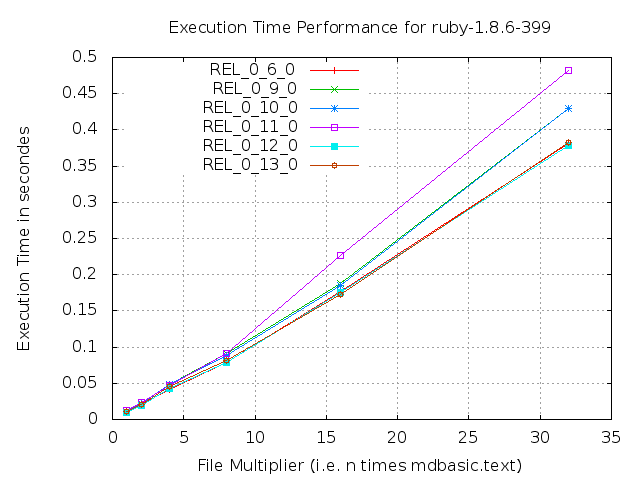 Execution Time Performance for ruby-1.8.6-399
0.5
0.45
0.4
0.35
0.3
0.25
0.2
0.15
0.1
0.05
0
Execution Time in secondes
REL_0_6_0
REL_0_9_0
REL_0_10_0
REL_0_11_0
REL_0_12_0
REL_0_13_0
0 5 10 15 20 25 30 35
File Multiplier (i.e. n times mdbasic.text)